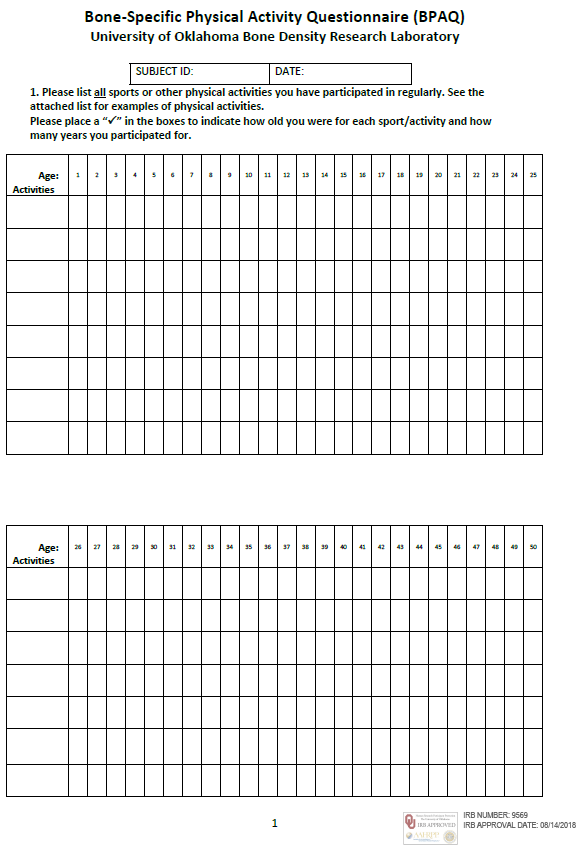 Bone-Specific Physical Activity Questionnaire (BPAQ)
University of Oklahoma Bone Density Research Laboratory
SUBJECT ID: DATE:
1. Please list all sports or other physical activities you have participated in regularly. See the
attached list for examples of physical activities.
Please place a “✓” in the boxes to indicate how old you were for each sport/activity and how
many years you participated for.
Age: 1 2 3 4 5 6 7 8 9 10 11 12 13 14 15 16 17 18 19 20 21 22 23 24 25
Activities
Age: 26 27 28 29 30 31 32 33 34 35 36 37 38 39 40 41 42 43 44 45 46 47 48 49 50
Activities
1
IRB APPROVED
IRB NUMBER: 9569
IRB APPROVAL DATE: 08/14/2018